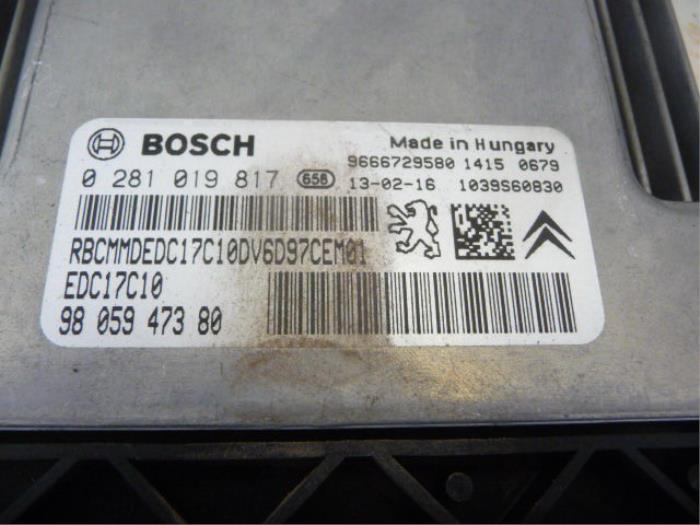 BOSCH
Made in Hungary
9666729580 1415 0679
0 281 019 817 658 13-02-16 1039S60830
RBCMMDEDC17C10DV6D97CEM01
EDC17C10
98 059 473 80